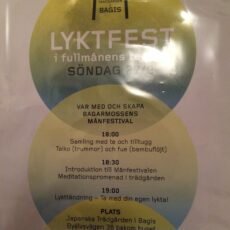 BAGIS
LYKTFEST
i fullmånens
SÖNDAG
VAR MED OCH SKAPA
BAGARMOSSENS
MÅNFESTIVAL
18:00
Samling med te och tilltugg
Taiko (trummor) och fue (bambuflöjt)
18:30
Introduktion till Månfestivalen
Meditationspromenad i trädgården
19:00
Lyktändning - Ta med din egen lykta!
PLATS
Japanska Trädgården i Bagis